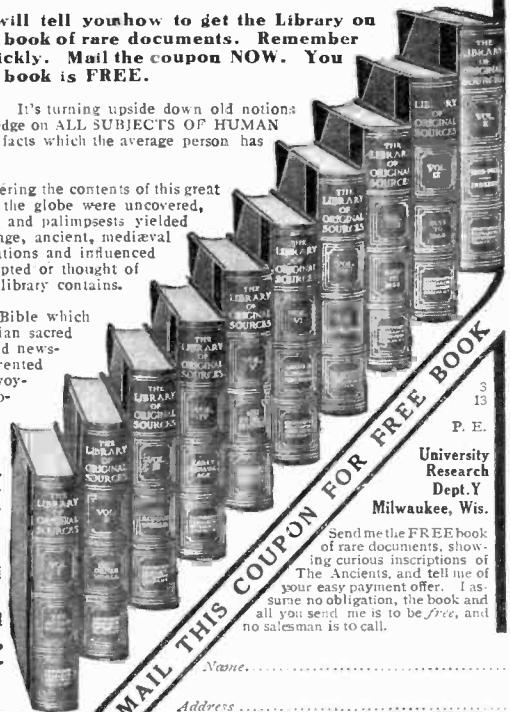 will tell you how to get the Library on
book of rare documents. Remember
ickly. Mail the coupon NOW. You
book is FREE.
It's turning upside down old notions
edge on ALL SUBJECTS OF HUMAN
facts which the average person has
ering the contents of this great
the globe were uncovered,
and palimpsests yielded
age, ancient, mediæval
tions and influenced
pted or thought of
library contains.
Bible which
ian sacred
d news-
rented
voy-
o-
THE
LIBRARY
OF
ORIGINAL
SOURCES
MAIL THIS COUPON FOR FREE BOOK
3
13
P. E.
University
Research
Dept. Y
Milwaukee, Wis.
Send me the FREE book
of rare documents, show-
ing curious inscriptions of
The Ancients, and tell me of
your easy payment offer. I as-
sume no obligation, the book and
all you send me is to be free, and
no salesman is to call.
Name
Address